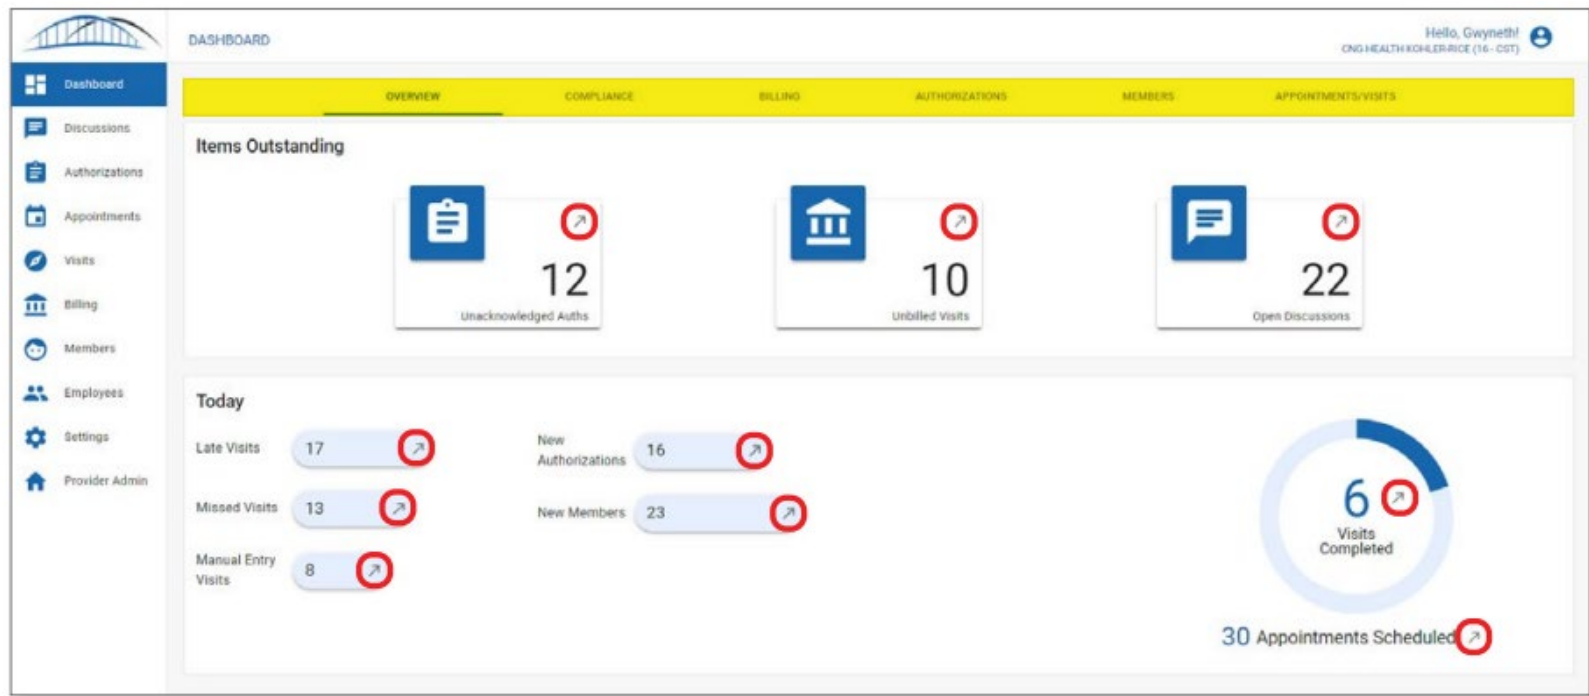 DASHBOARD
Hello, Gwyneth!
CNG HEALTH KOHLER-RICE (16 - CST)
Dashboard
Discussions
Authorizations
Appointments
Visits
Billing
Members
Employees
Settings
Provider Admin
OVERVIEW
COMPLIANCE
BILLING
AUTHORIZATIONS
MEMBERS
APPOINTMENTS/VISITS
Items Outstanding
12
Unacknowledged Auths
10
Unbilled Visits
22
Open Discussions
Today
Late Visits
17
Missed Visits
13
Manual Entry
Visits
8
New
Authorizations
16
New Members
23
6
Visits
Completed
30 Appointments Scheduled